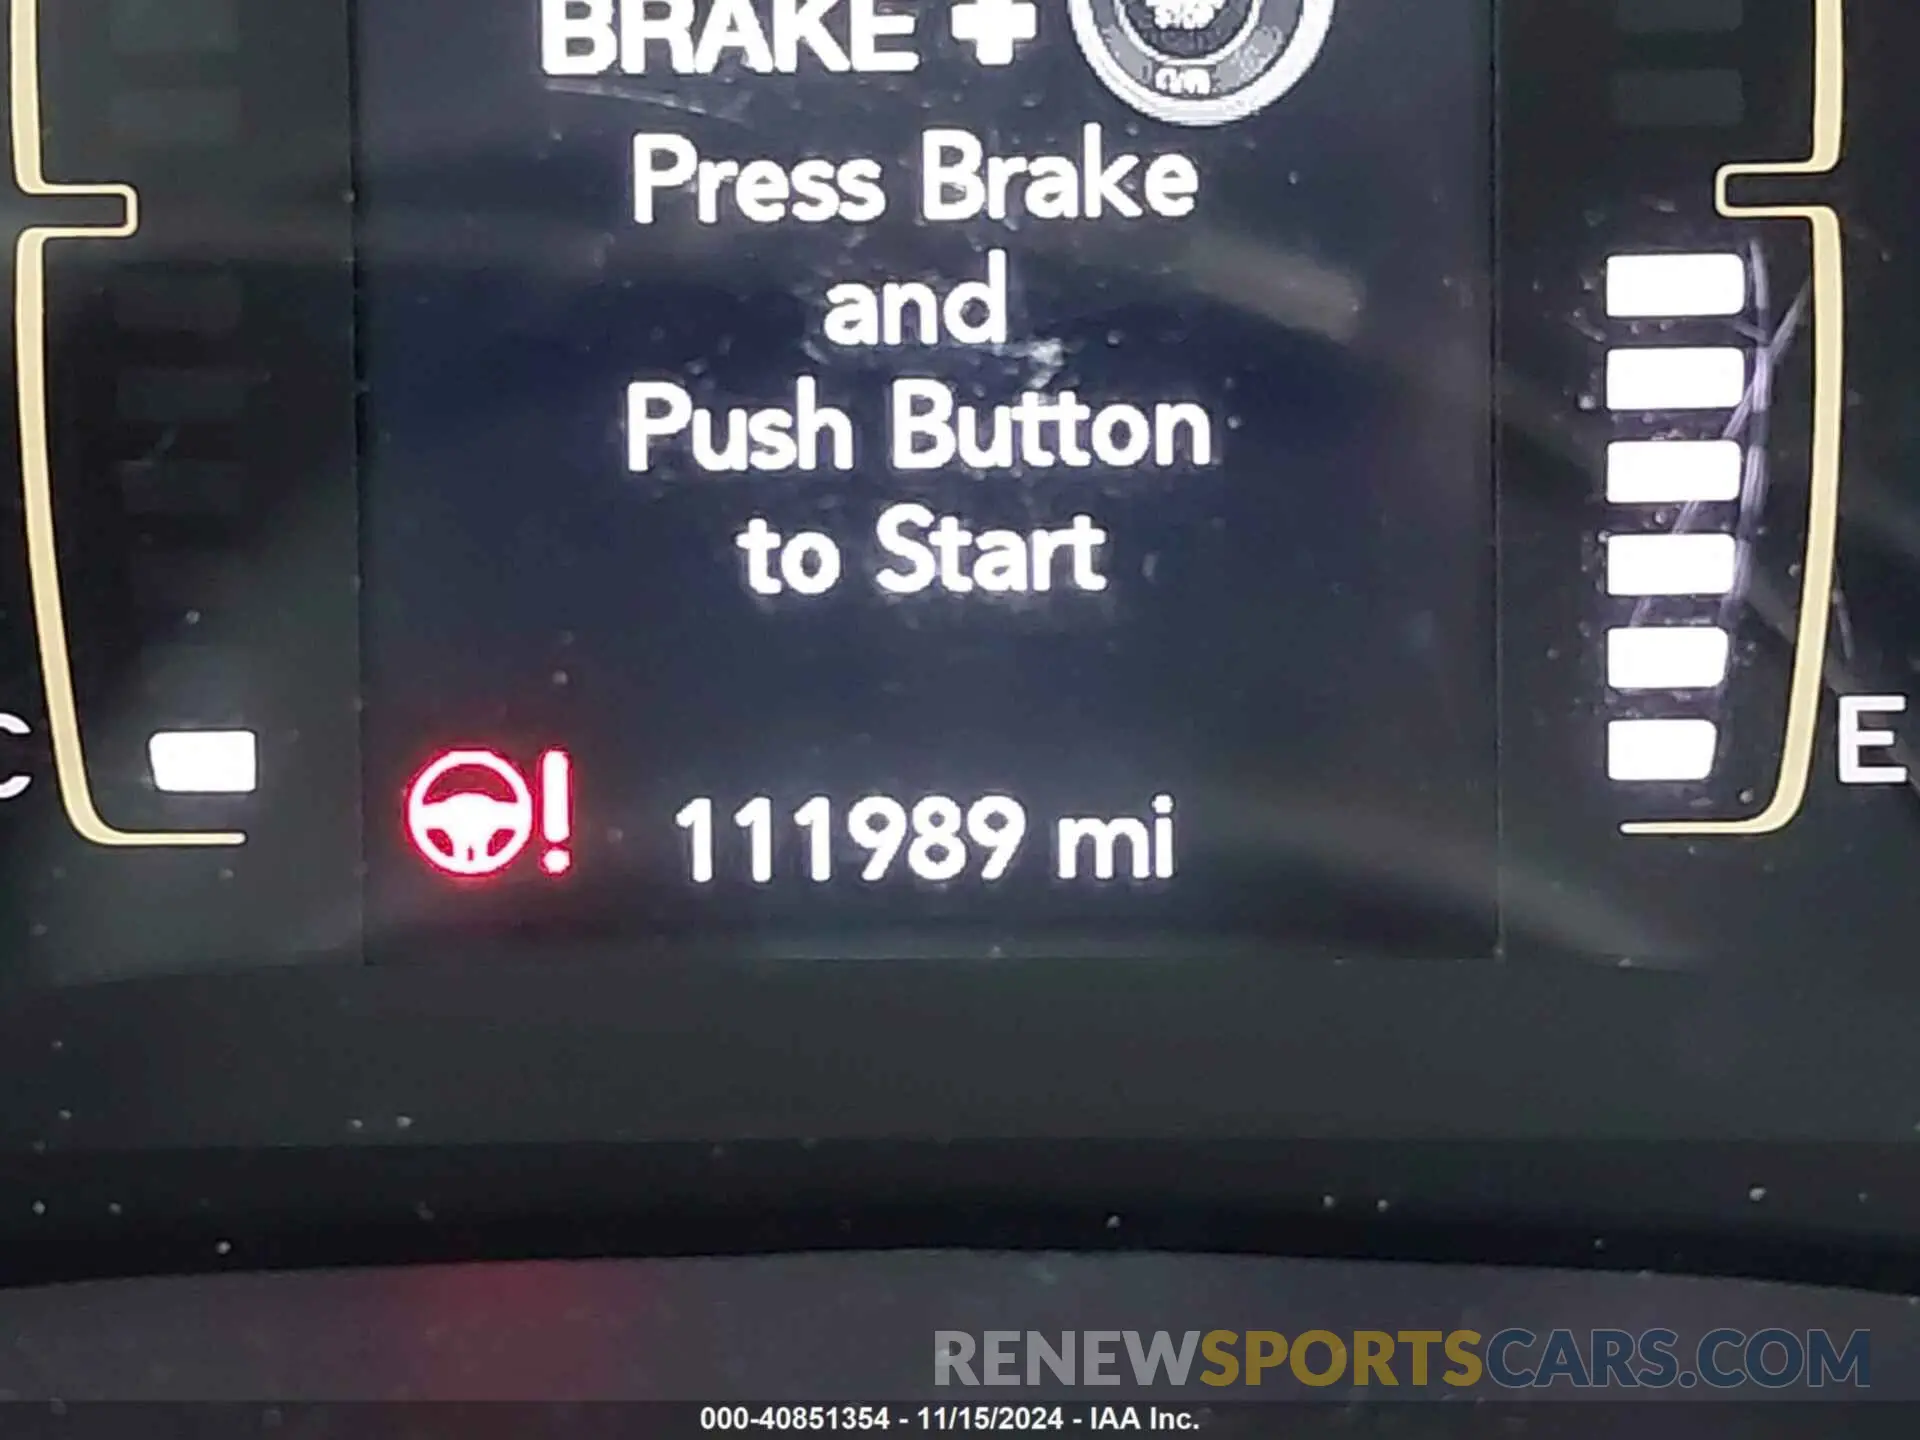 BRAKE +
Press Brake
and
Push Button
to Start
C
E
111989 mi
RENEWSPORTSCARS.COM
000-40851354 - 11/15/2024 - IAA Inc.